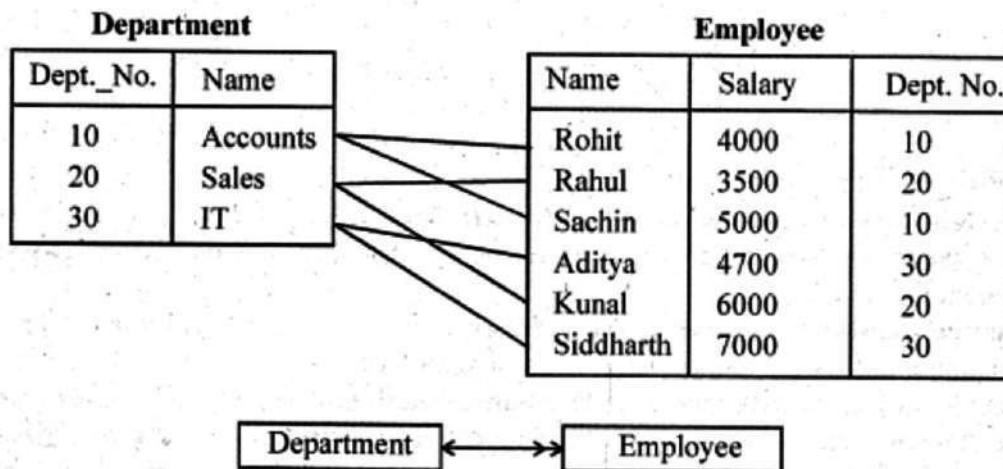 Department
Dept._No. Name
10 Accounts
20 Sales
30 IT
Employee
Name Salary Dept. No.
Rohit 4000 10
Rahul 3500 20
Sachin 5000 10
Aditya 4700 30
Kunal 6000 20
Siddharth 7000 30
Department Employee